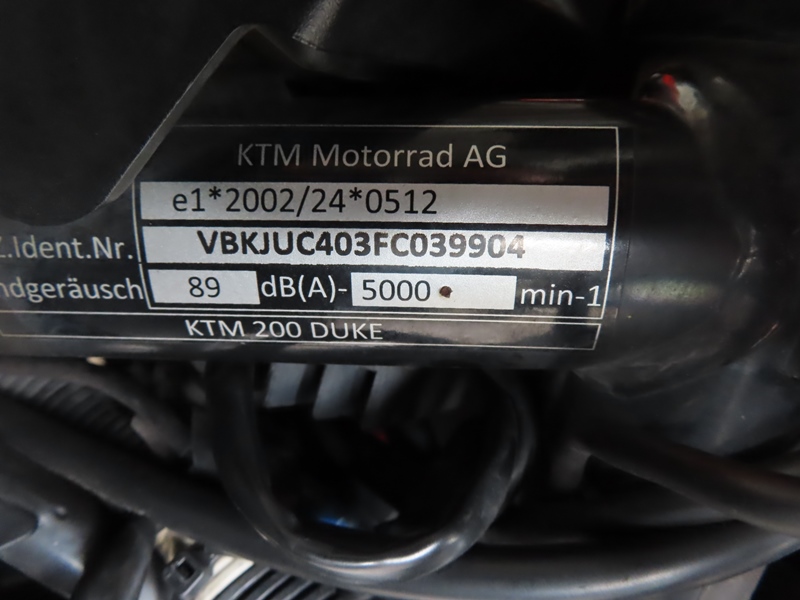 KTM Motorrad AG
e1*2002/24*0512
Z.Ident.Nr. VBKJUC403FC039904
ndgeräusch 89 dB(A)- 5000 min-1
KTM 200 DUKE